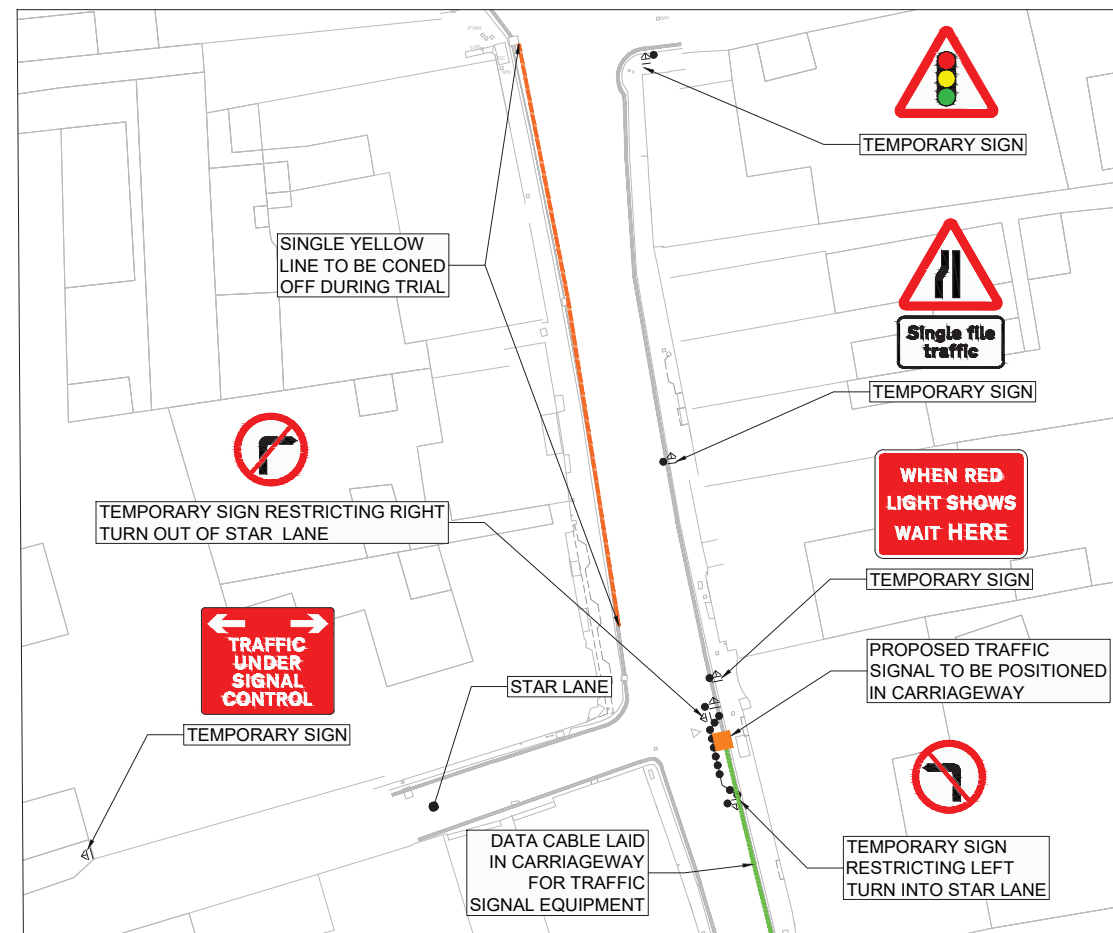 TEMPORARY SIGN
SINGLE YELLOW
LINE TO BE CONED
OFF DURING TRIAL
Single file
traffic
TEMPORARY SIGN
WHEN RED
LIGHT SHOWS
WAIT HERE
TEMPORARY SIGN
TEMPORARY SIGN RESTRICTING RIGHT
TURN OUT OF STAR LANE
TRAFFIC
UNDER
SIGNAL
CONTROL
TEMPORARY SIGN
STAR LANE
PROPOSED TRAFFIC
SIGNAL TO BE POSITIONED
IN CARRIAGEWAY
DATA CABLE LAID
IN CARRIAGEWAY
FOR TRAFFIC
SIGNAL EQUIPMENT
TEMPORARY SIGN
RESTRICTING LEFT
TURN INTO STAR LANE